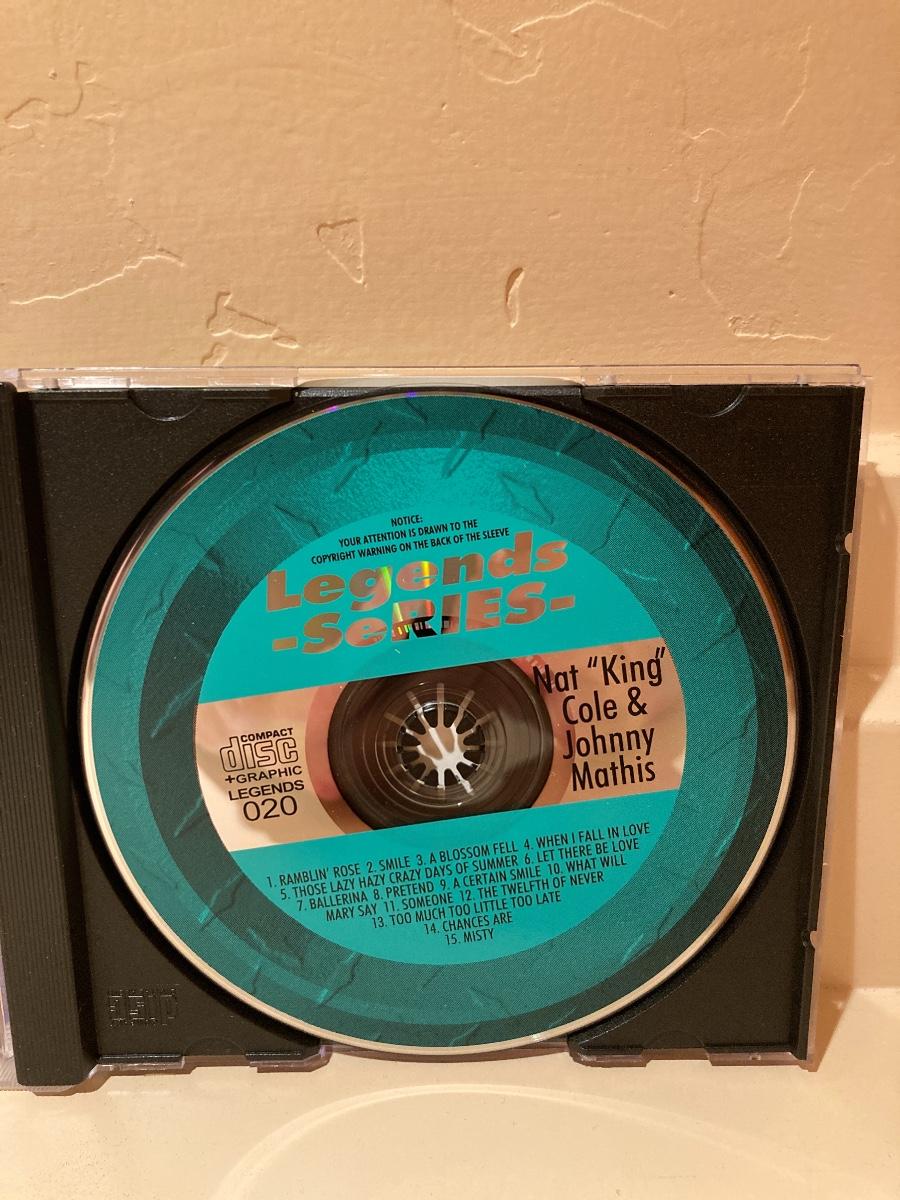 NOTICE:
YOUR ATTENTION IS DRAWN TO THE
COPYRIGHT WARNING ON THE BACK OF THE SLEEVE
Legends
-SeRIES-
Nat "King"
Cole &
Johnny
Mathis
COMPACT
disc
+GRAPHIC
LEGENDS
020
1. RAMBLIN' ROSE 2. SMILE 3. A BLOSSOM FELL 4. WHEN I FALL IN LOVE
5. THOSE LAZY HAZY CRAZY DAYS OF SUMMER 6. LET THERE BE LOVE
7. BALLERINA 8. PRETEND 9. A CERTAIN SMILE 10. WHAT WILL
MARY SAY 11. SOMEONE 12. THE TWELFTH OF NEVER
13. TOO MUCH TOO LITTLE TOO LATE
14. CHANCES ARE
15. MISTY